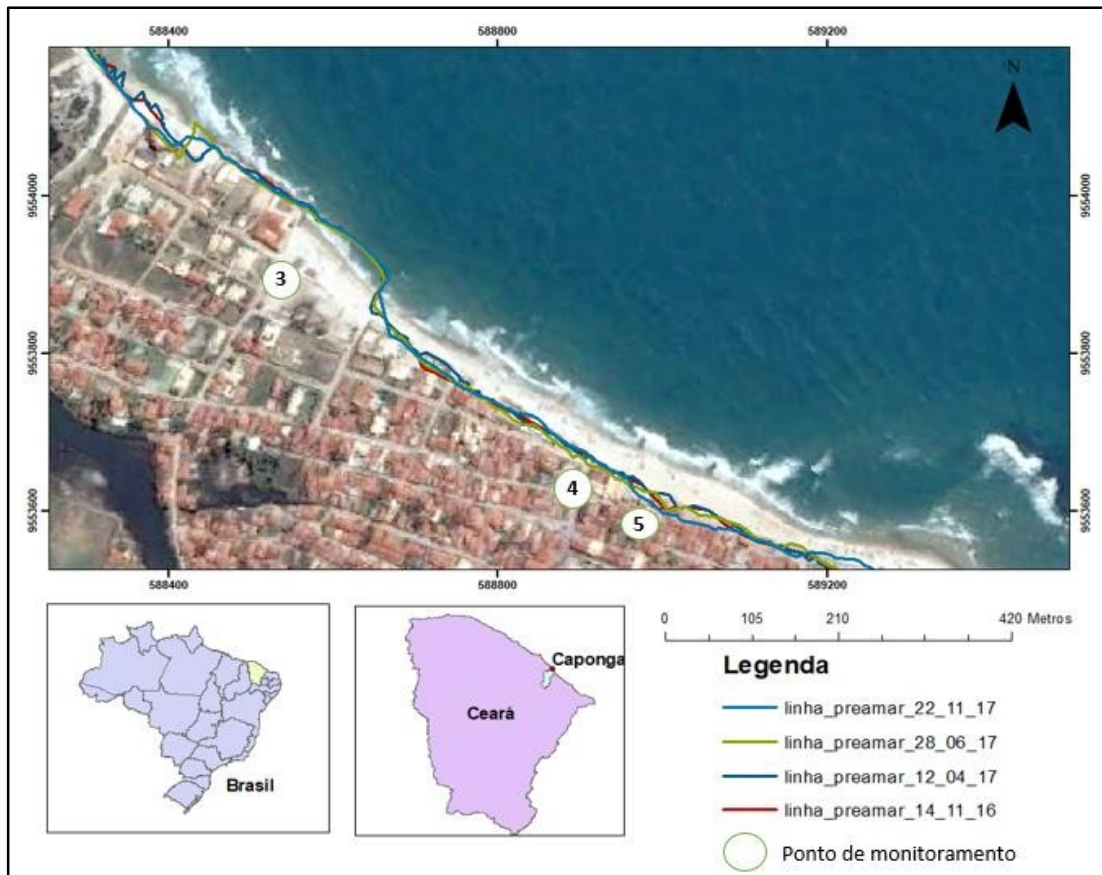 588400 588800 589200
N
9554000 9554000
3
9553800 9553800
4
9553600 5 9553600
588400 588800 589200
0 105 210 420 Metros
Caponga
Ceará
Brasil
Legenda
linha_preamar_22_11_17
linha_preamar_28_06_17
linha_preamar_12_04_17
linha_preamar_14_11_16
Ponto de monitoramento